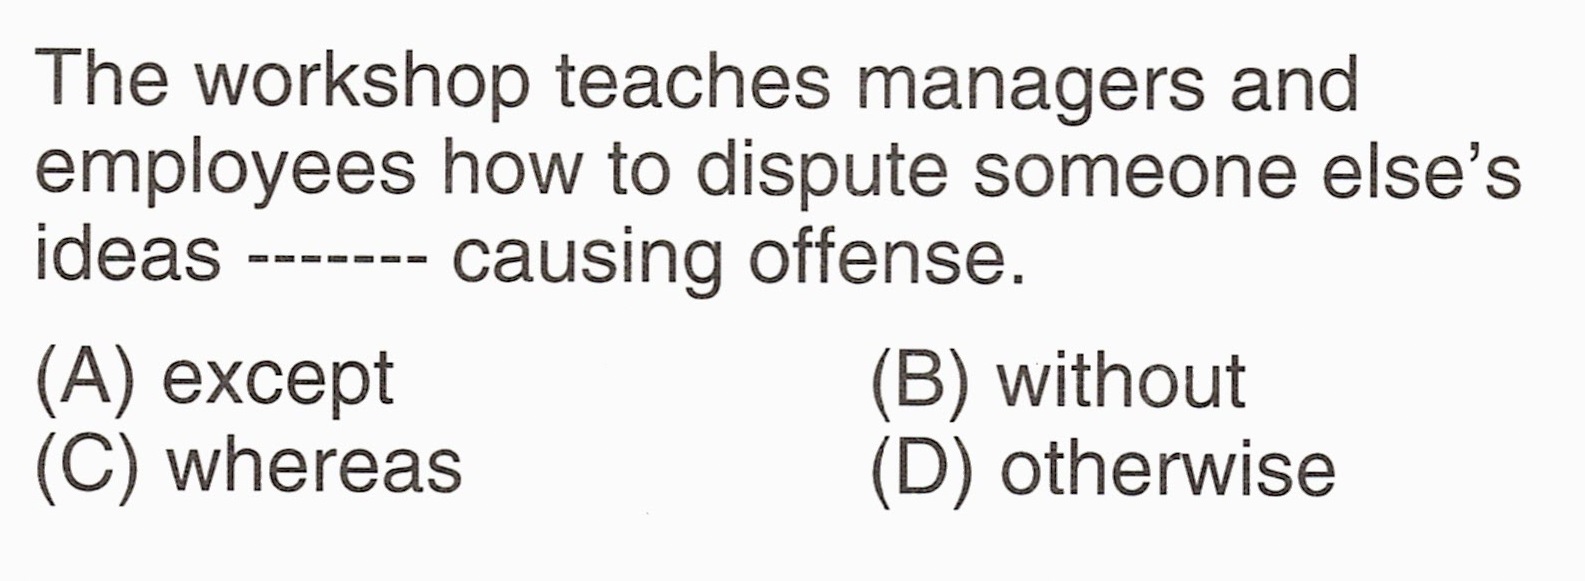 The workshop teaches managers and
employees how to dispute someone else’s
ideas ------- causing offense.
(A) except
(B) without
(C) whereas
(D) otherwise